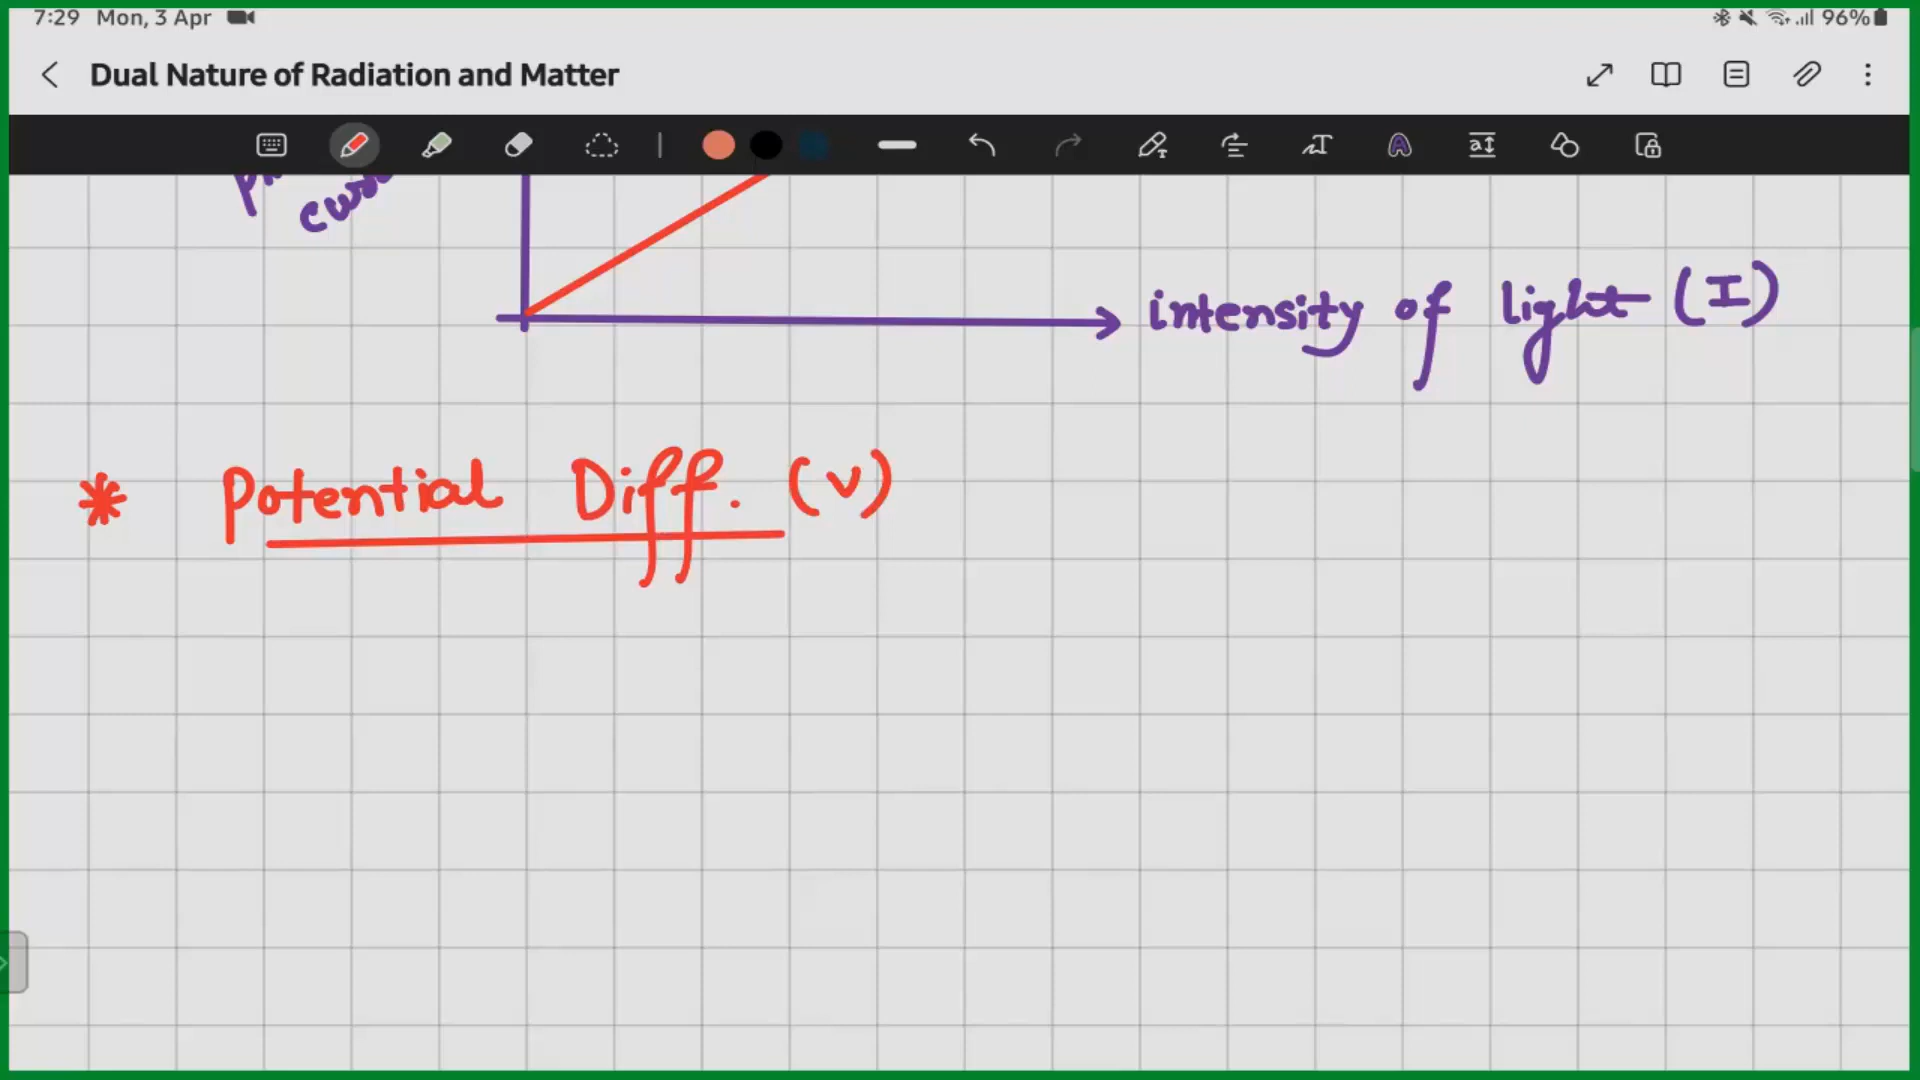 7:29 Mon, 3 Apr 96%
Dual Nature of Radiation and Matter
intensity of light (I)
* Potential Diff. (V)